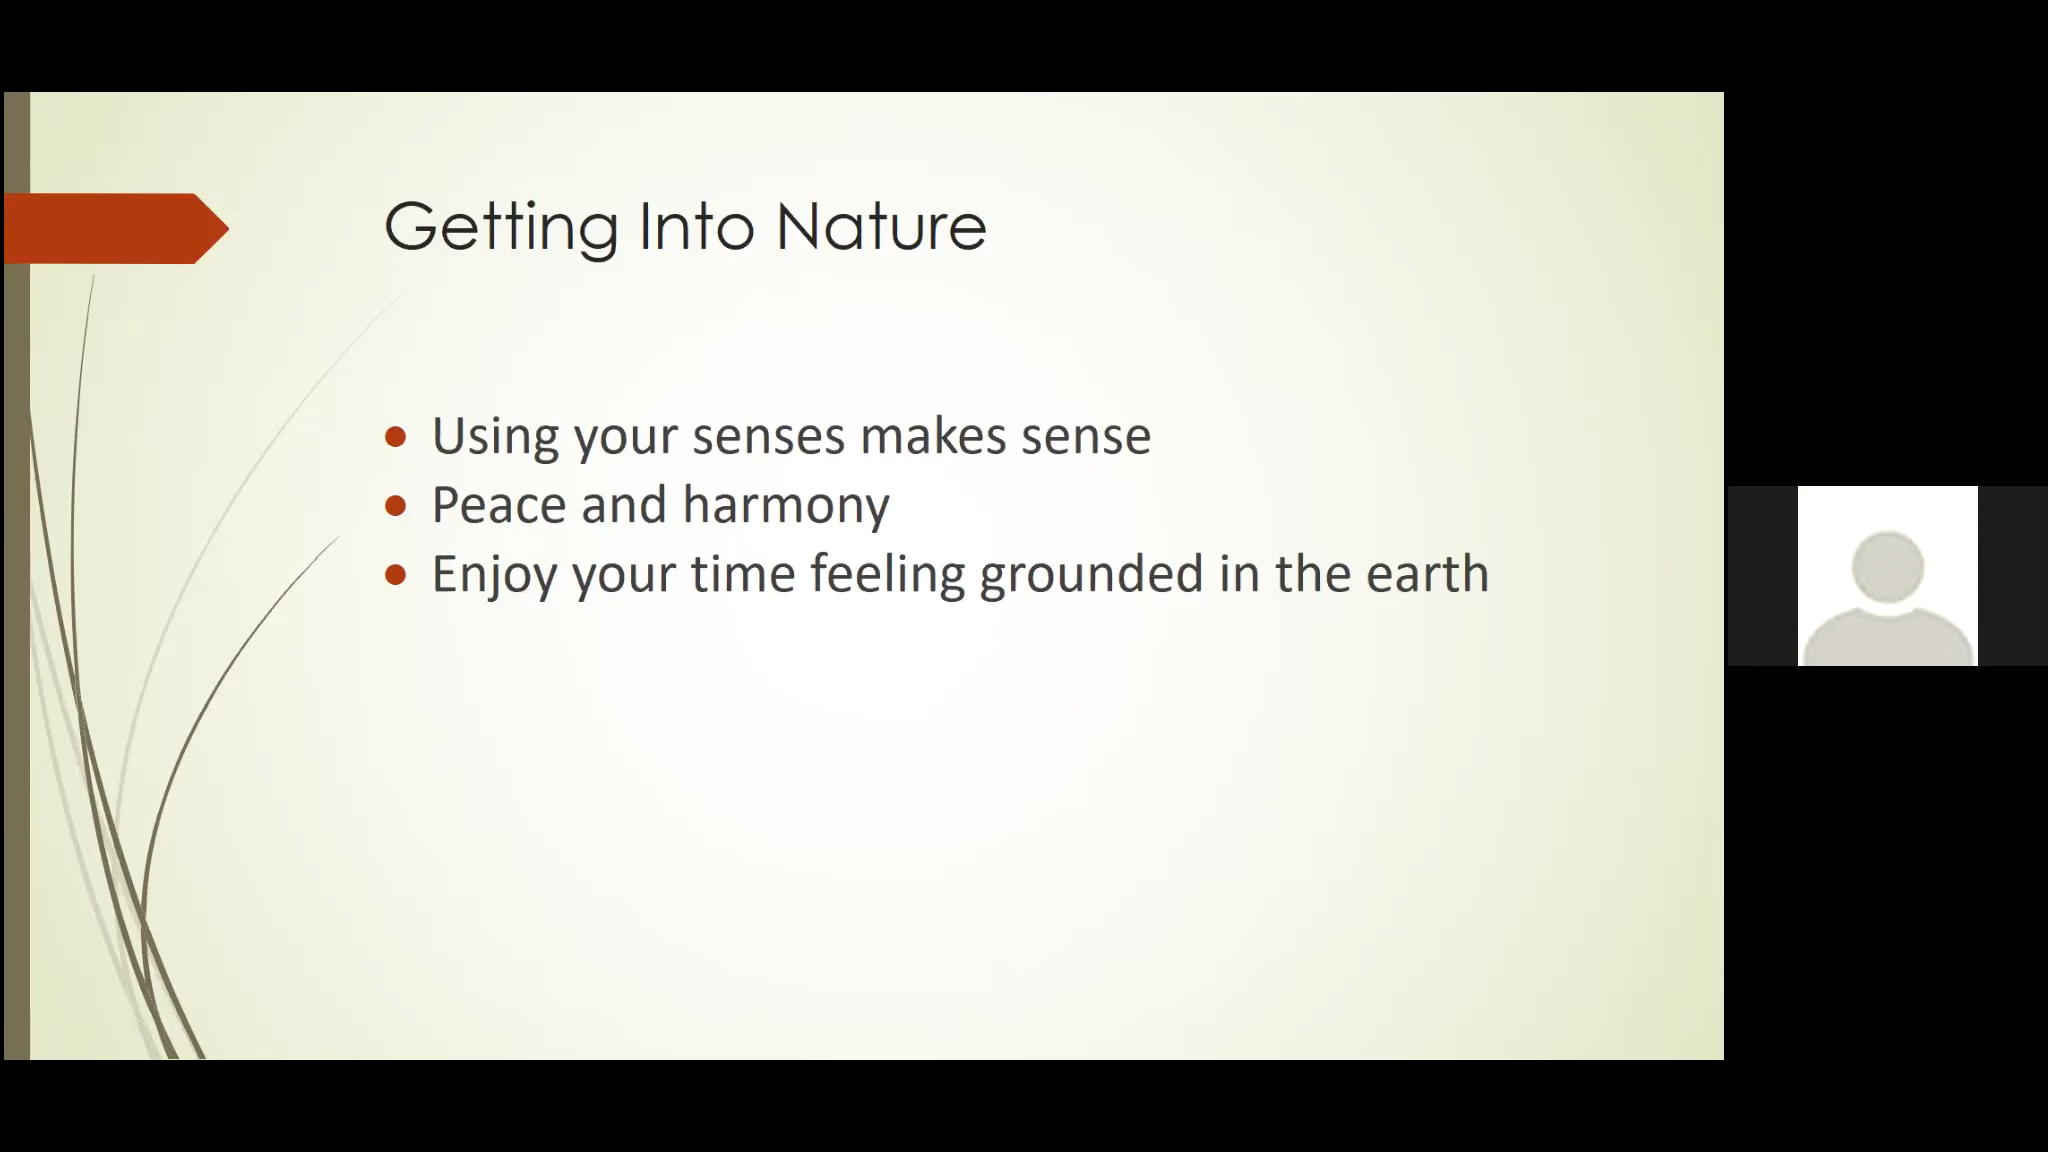 Getting Into Nature
Using your senses makes sense
Peace and harmony
Enjoy your time feeling grounded in the earth